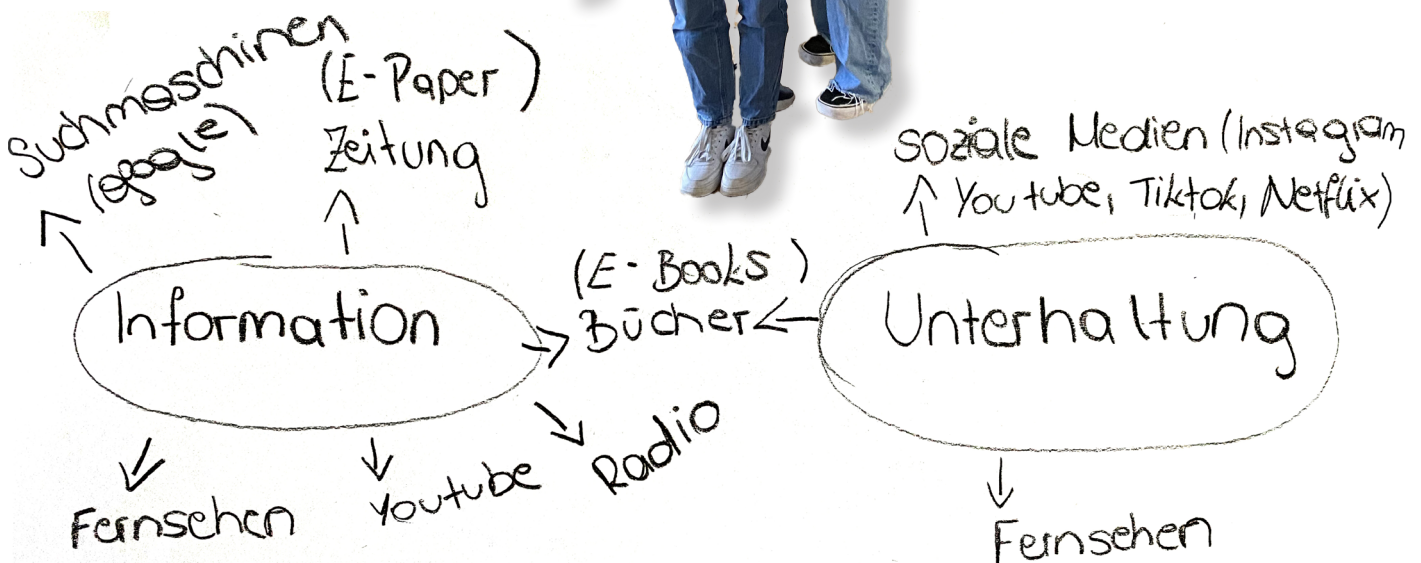 Suchmaschinen
(google)
(E-Paper)
Zeitung
soziale Medien (Instagram
Youtube, Tiktok, Netflix)
(E-Books)
Bücher
Information
Unterhaltung
Fernsehen
Youtube
Radio
Fernsehen